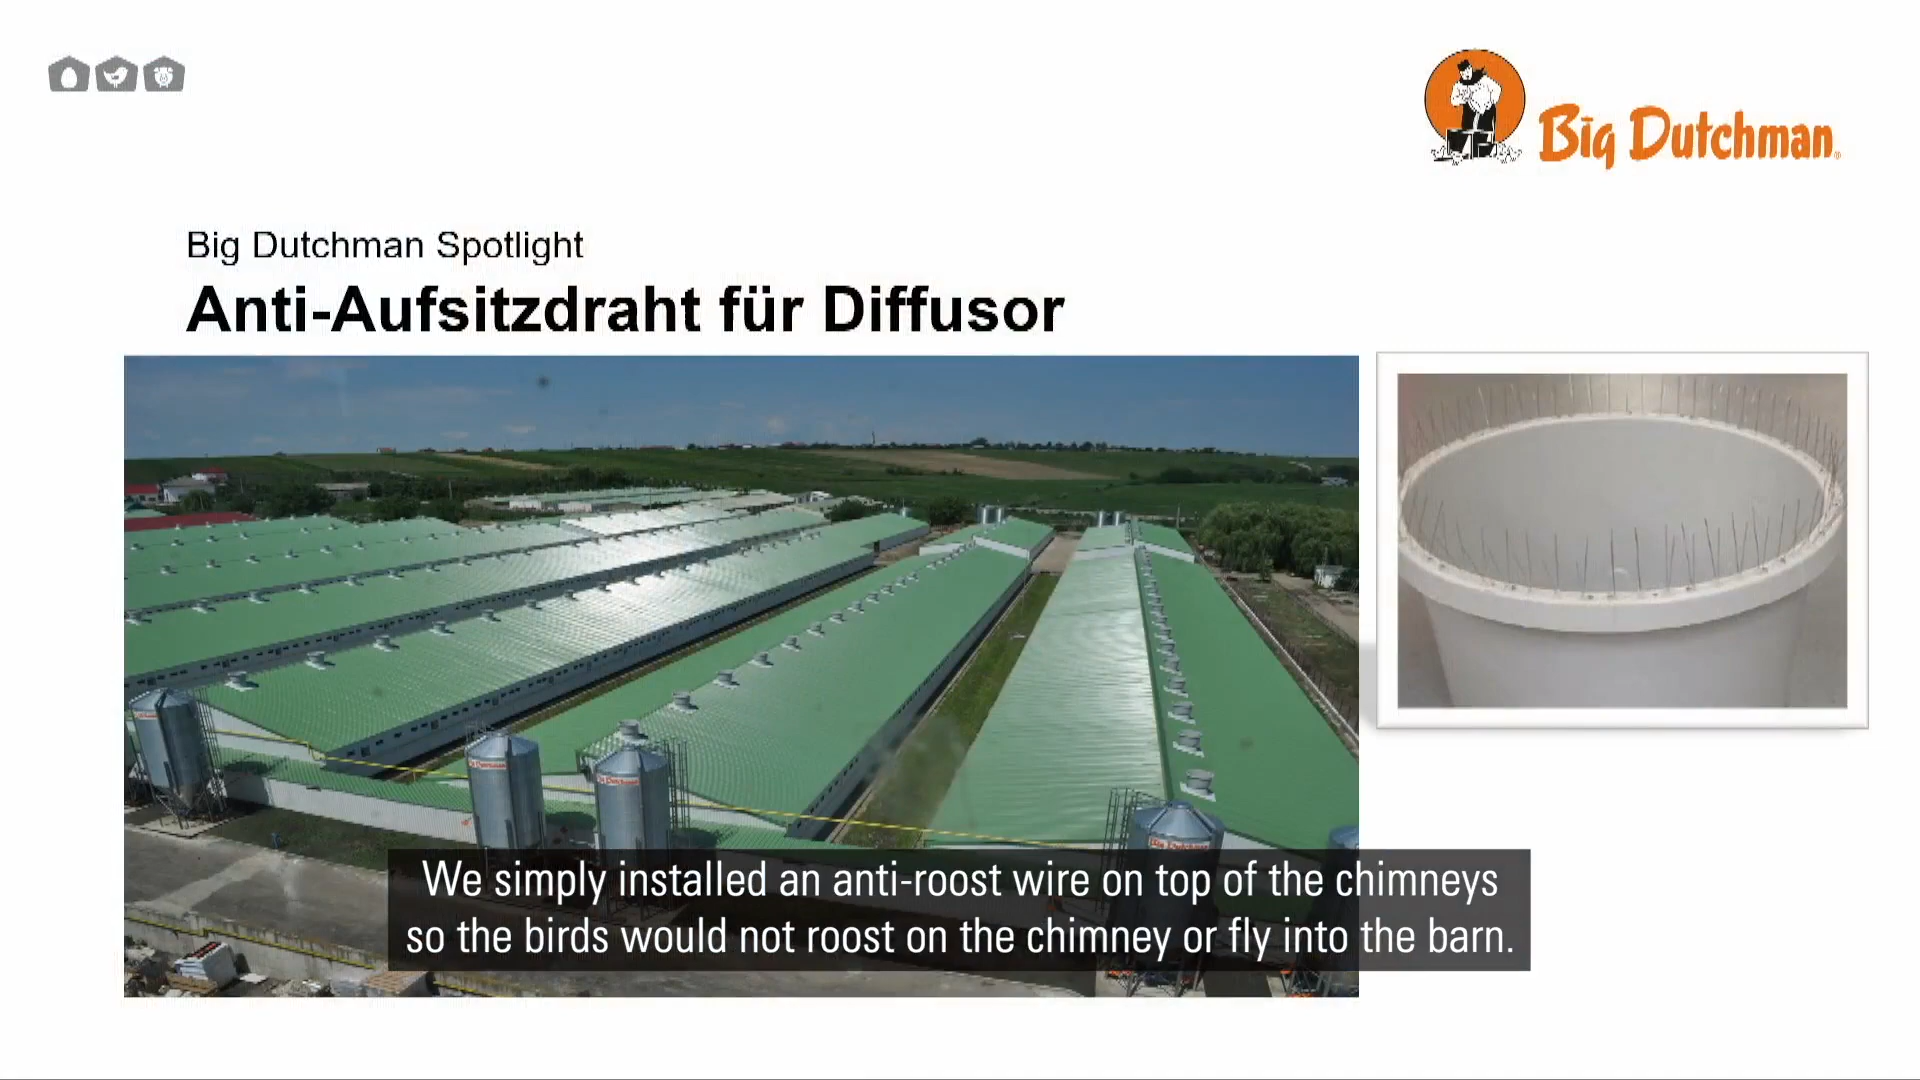 Big Dutchman
Big Dutchman Spotlight
Anti-Aufsitzdraht für Diffusor
We simply installed an anti-roost wire on top of the chimneys
so the birds would not roost on the chimney or fly into the barn.